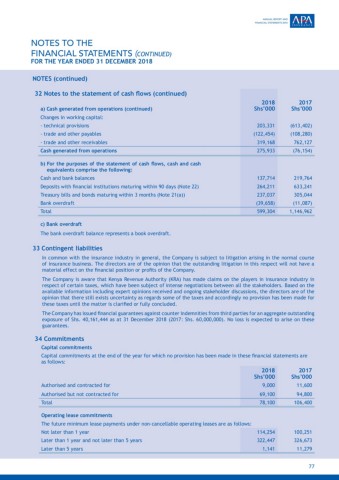 ANNUAL REPORT AND
FINANCIAL STATEMENTS 2018
APA
NOTES TO THE
FINANCIAL STATEMENTS (CONTINUED)
FOR THE YEAR ENDED 31 DECEMBER 2018
NOTES (continued)
32 Notes to the statement of cash flows (continued)
2018 2017
a) Cash generated from operations (continued) Shs'000 Shs'000
Changes in working capital:
- technical provisions 203,331 (613,402)
- trade and other payables (122,454) (108,280)
- trade and other receivables 319,168 762,127
Cash generated from operations 275,933 (76,154)
b) For the purposes of the statement of cash flows, cash and cash
equivalents comprise the following:
Cash and bank balances 137,714 219,764
Deposits with financial institutions maturing within 90 days (Note 22) 264,211 633,241
Treasury bills and bonds maturing within 3 months (Note 21(a)) 237,037 305,044
Bank overdraft (39,658) (11,087)
Total 599,304 1,146,962
c) Bank overdraft
The bank overdraft balance represents a book overdraft.
33 Contingent liabilities
In common with the insurance industry in general, the Company is subject to litigation arising in the normal course
of insurance business. The directors are of the opinion that the outstanding litigation in this respect will not have a
material effect on the financial position or profits of the Company.
The Company is aware that Kenya Revenue Authority (KRA) has made claims on the players in insurance industry in
respect of certain taxes, which have been subject of intense negotiations between all the stakeholders. Based on the
available information including expert opinions received and ongoing stakeholder discussions, the directors are of the
opinion that there still exists uncertainty as regards some of the taxes and accordingly no provision has been made for
these taxes until the matter is clarified or fully concluded.
The Company has issued financial guarantees against counter indemnities from third parties for an aggregate outstanding
exposure of Shs. 40,161,444 as at 31 December 2018 (2017: Shs. 60,000,000). No loss is expected to arise on these
guarantees.
34 Commitments
Capital commitments
Capital commitments at the end of the year for which no provision has been made in these financial statements are
as follows:
2018 2017
Shs'000 Shs'000
Authorised and contracted for 9,000 11,600
Authorised but not contracted for 69,100 94,800
Total 78,100 106,400
Operating lease commitments
The future minimum lease payments under non-cancellable operating leases are as follows:
Not later than 1 year 114,254 100,251
Later than 1 year and not later than 5 years 322,447 326,673
Later than 5 years 1,141 11,279
77